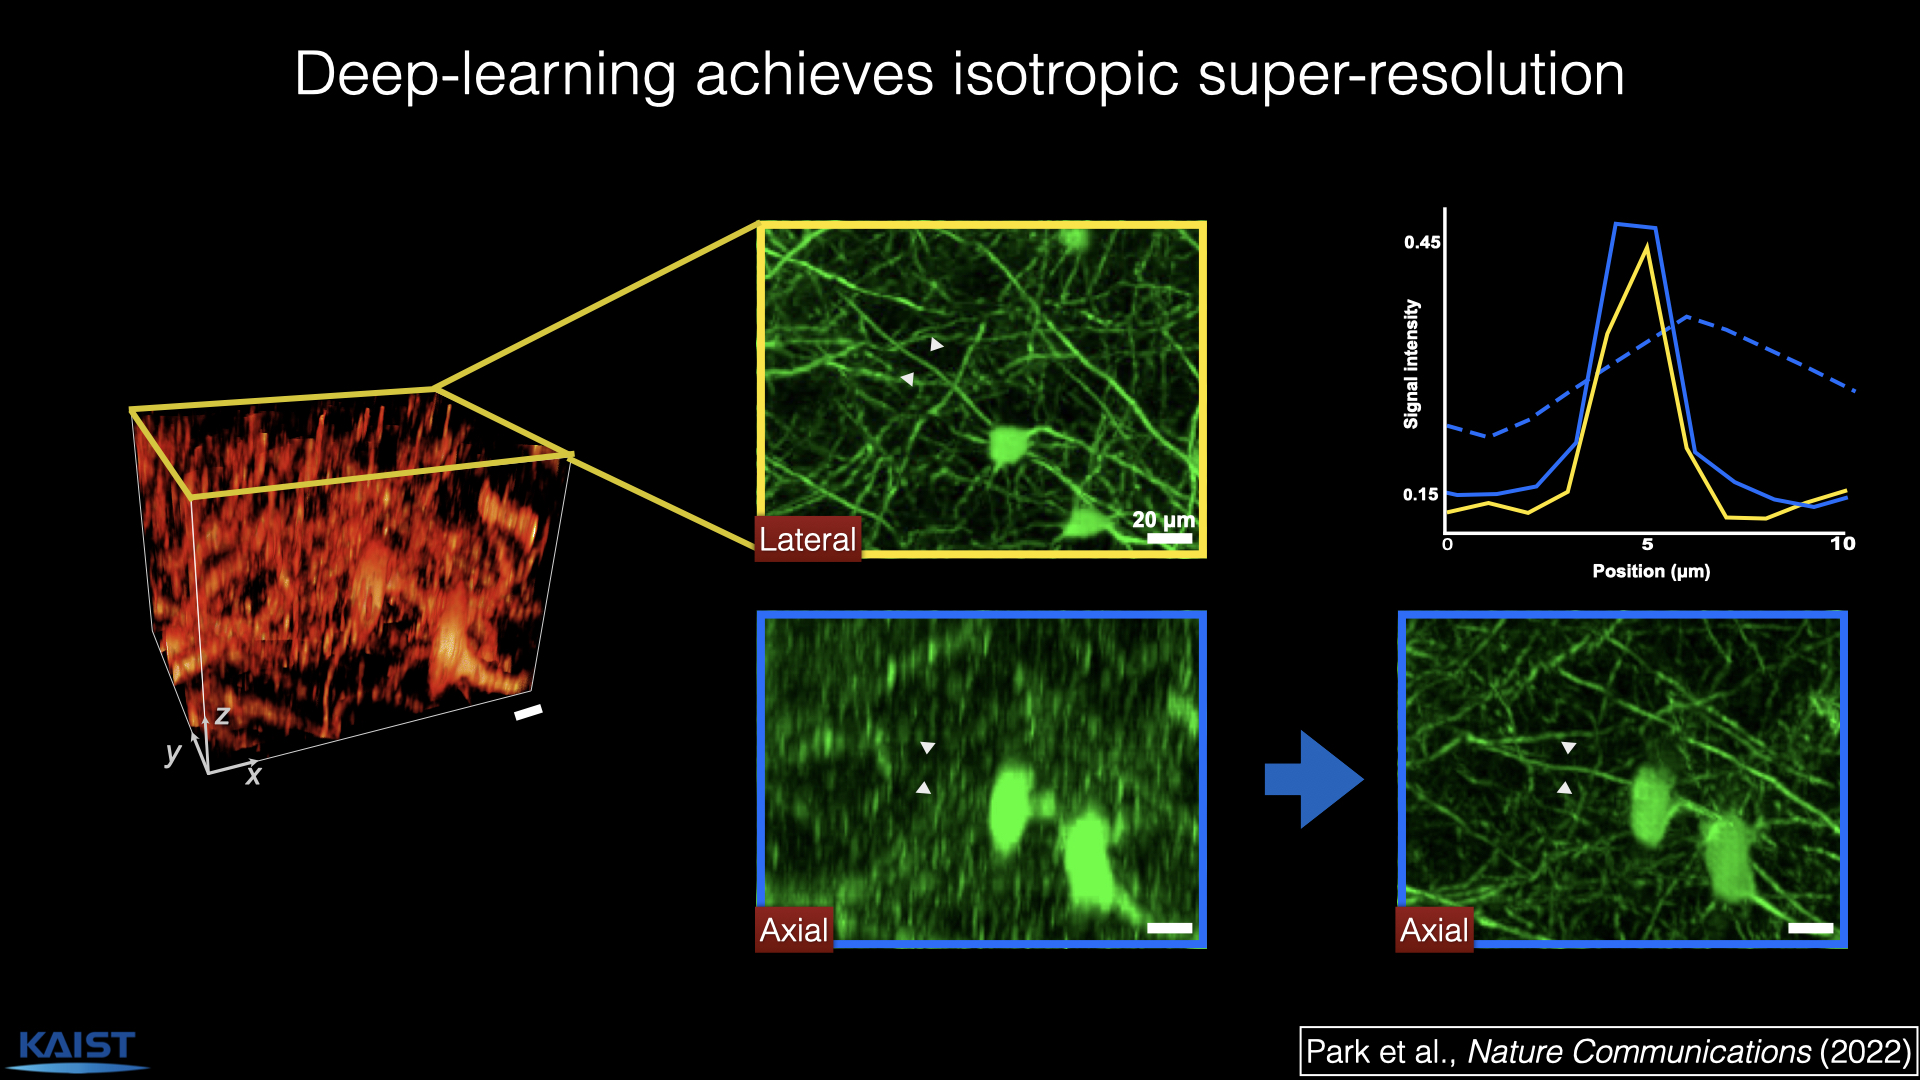 Deep-learning achieves isotropic super-resolution
z
y
x
20 µm
Lateral
Axial
0.45
Signal intensity
0.15
0
5
10
Position (µm)
Axial
KAIST
Park et al., Nature Communications (2022)